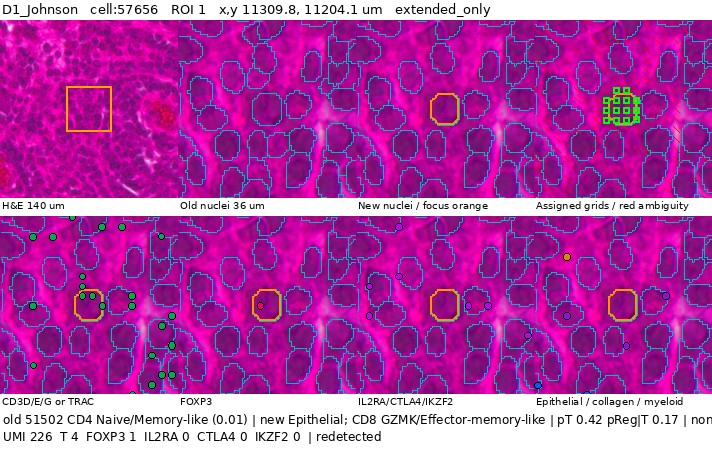 D1_Johnson cell:57656 ROI 1 x,y 11309.8, 11204.1 um extended_only
H&E 140 um
Old nuclei 36 um
New nuclei / focus orange
Assigned grids / red ambiguity
CD3D/E/G or TRAC
FOXP3
IL2RA/CTLA4/IKZF2
Epithelial / collagen / myeloid
old 51502 CD4 Naive/Memory-like (0.01) | new Epithelial; CD8 GZMK/Effector-memory-like | pT 0.42 pReg|T 0.17 | non
UMI 226 T 4 FOXP3 1 IL2RA 0 CTLA4 0 IKZF2 0 | redetected